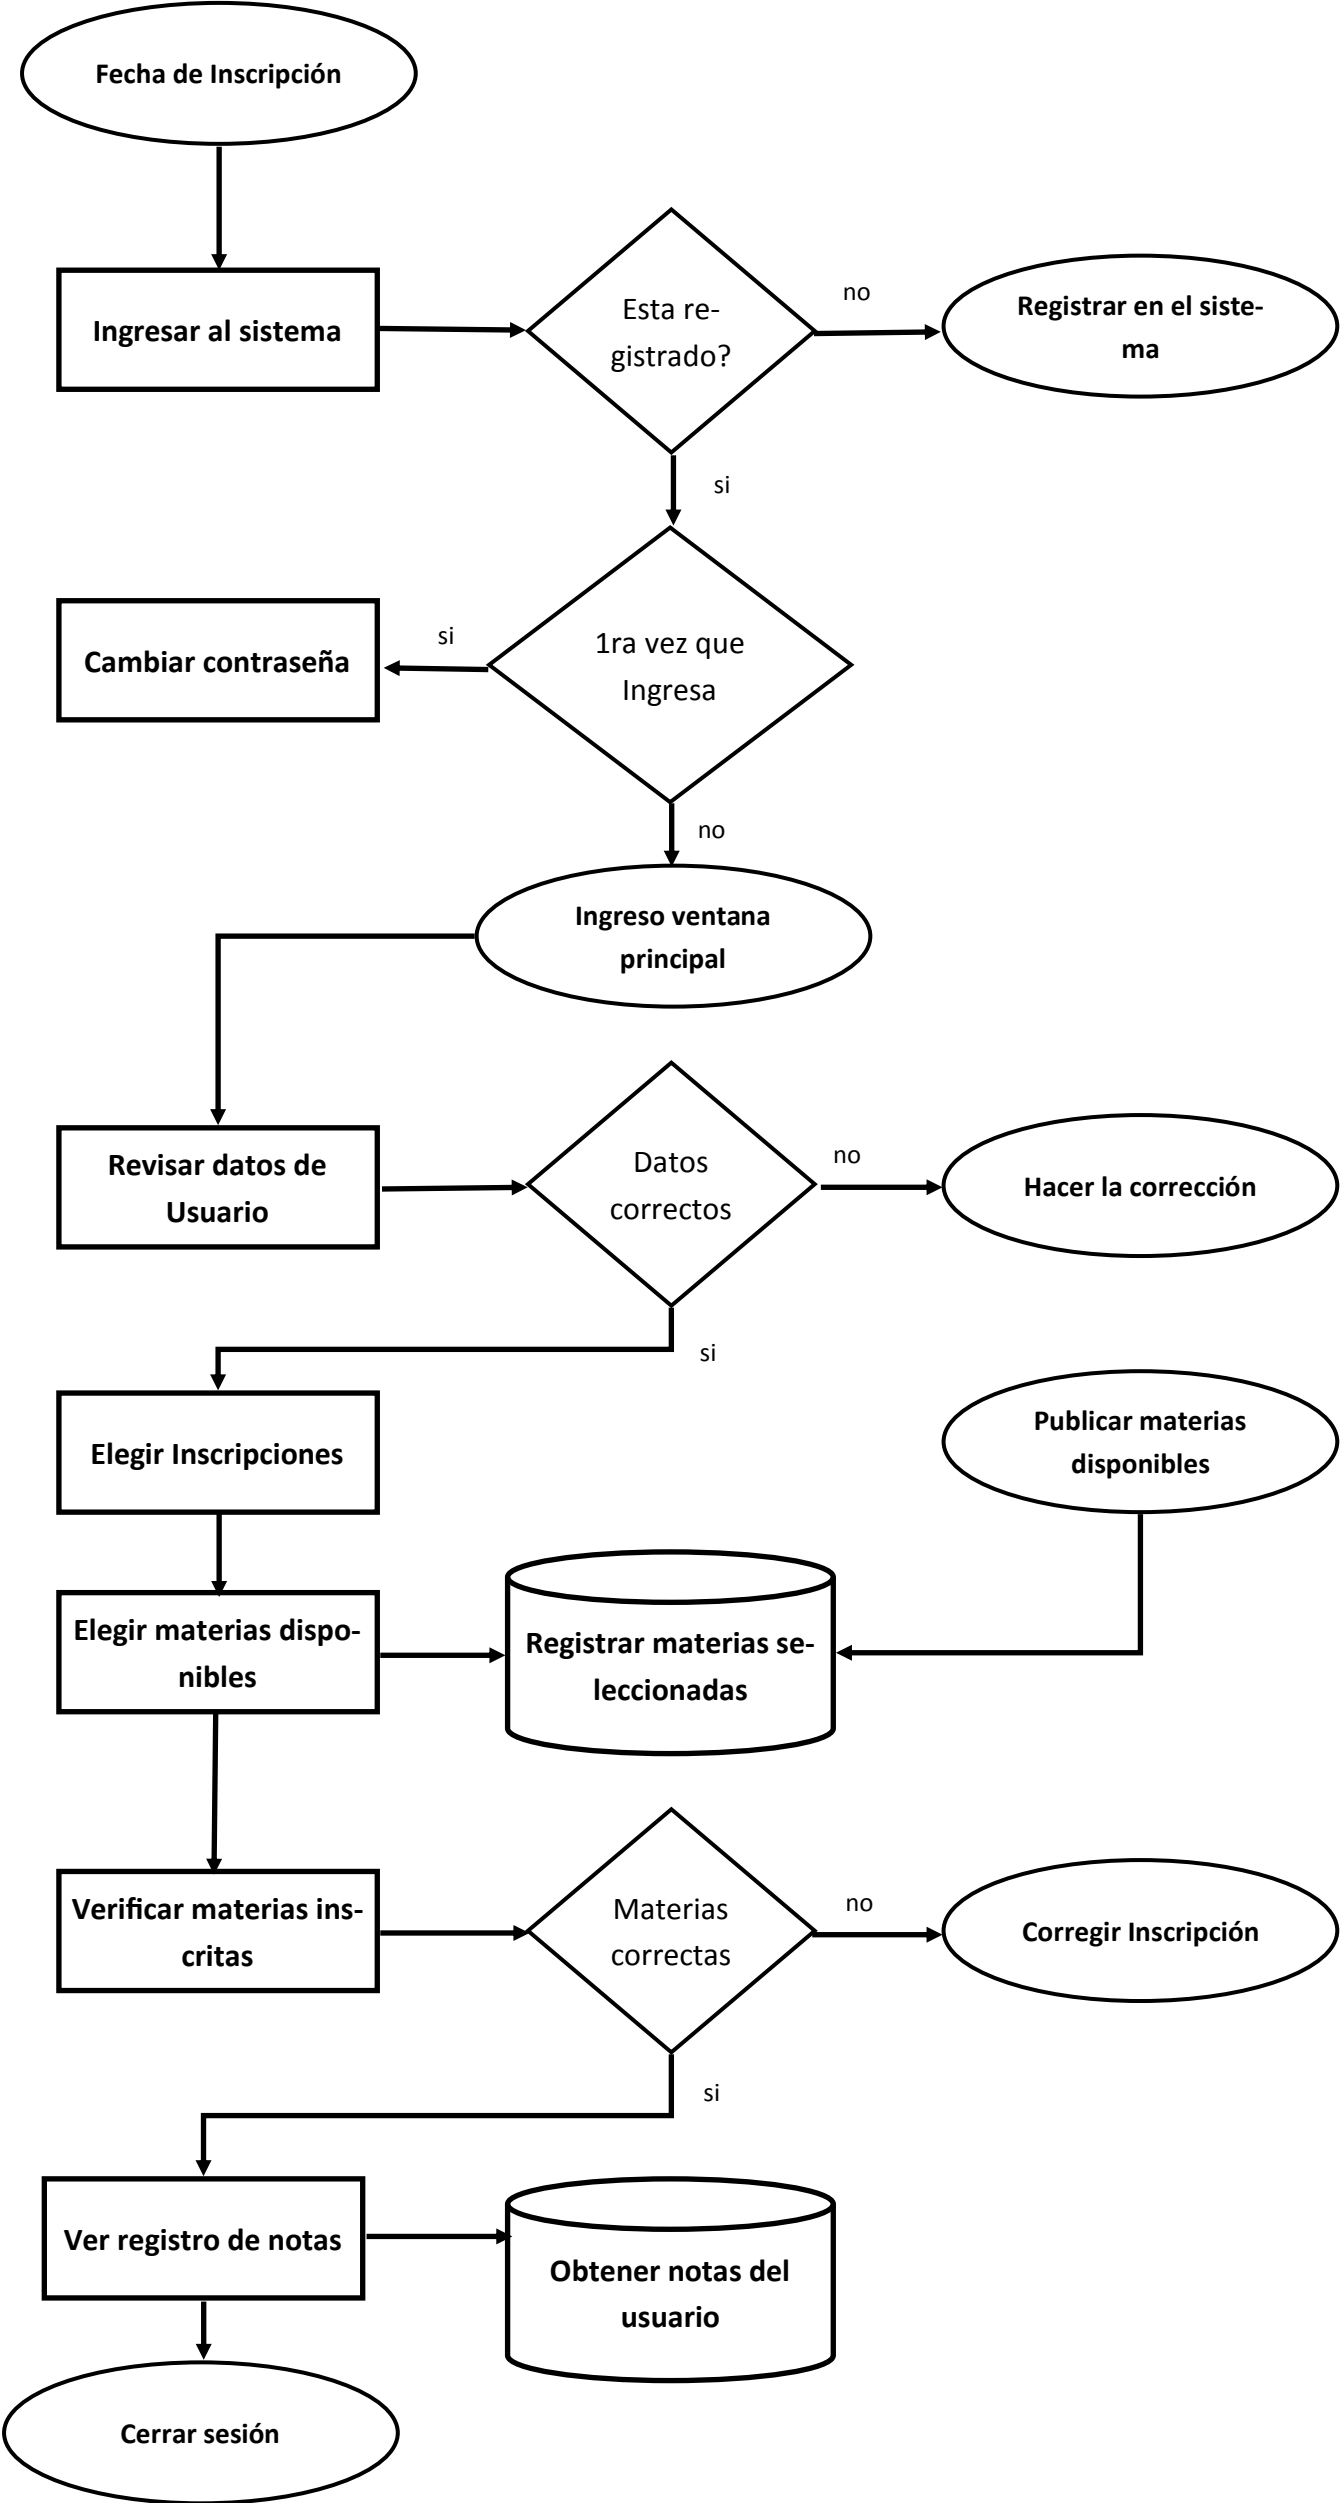 Fecha de Inscripción
Ingresar al sistema
Esta re-
gistrado?
no
Registrar en el siste-
ma
si
Cambiar contraseña
si
1ra vez que
Ingresa
no
Ingreso ventana
principal
Revisar datos de
Usuario
Datos
correctos
no
Hacer la corrección
si
Elegir Inscripciones
Publicar materias
disponibles
Elegir materias dispo-
nibles
Registrar materias se-
leccionadas
Verificar materias ins-
critas
Materias
correctas
no
Corregir Inscripción
si
Ver registro de notas
Obtener notas del
usuario
Cerrar sesión